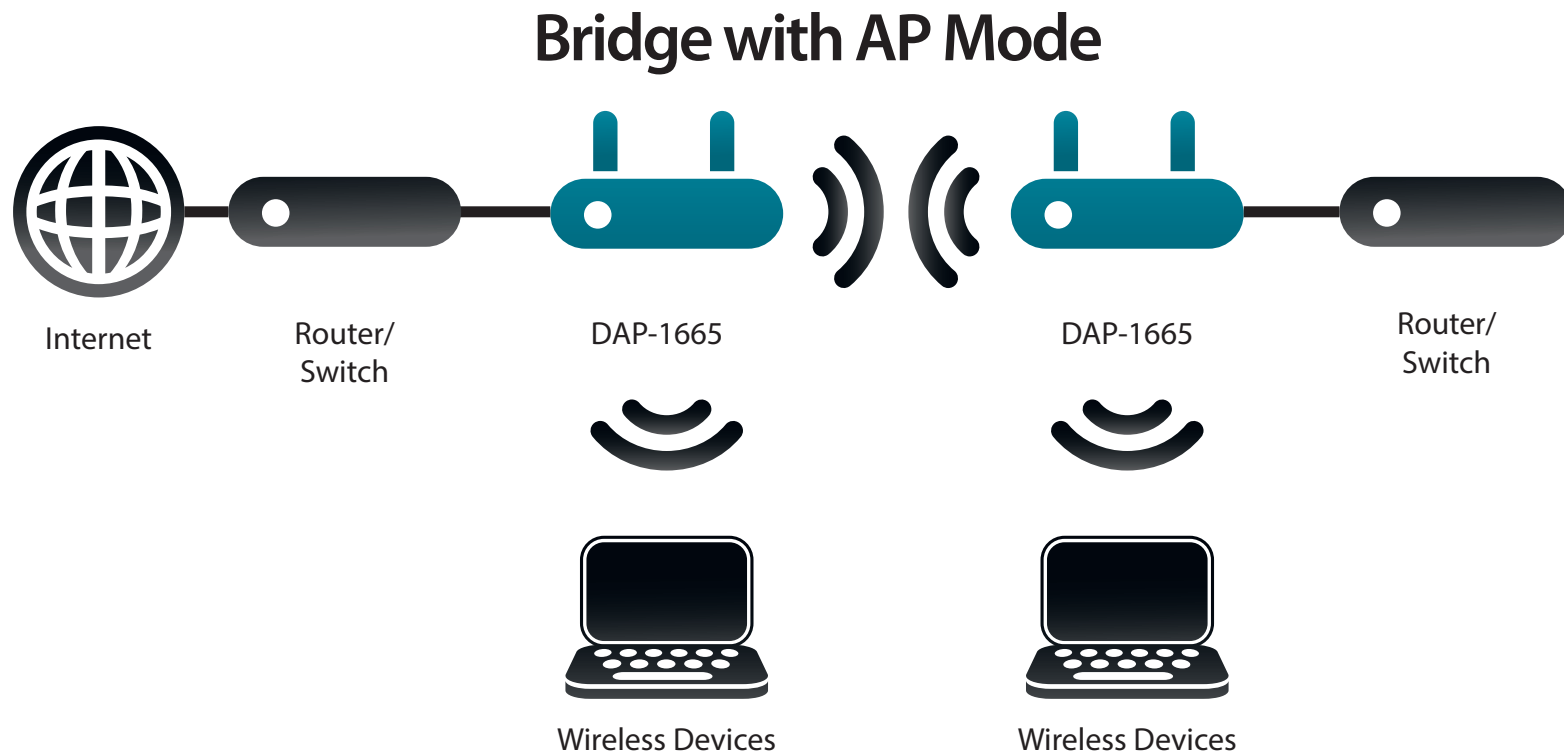 Bridge with AP Mode
Internet
Router/
Switch
DAP-1665
DAP-1665
Router/
Switch
Wireless Devices
Wireless Devices